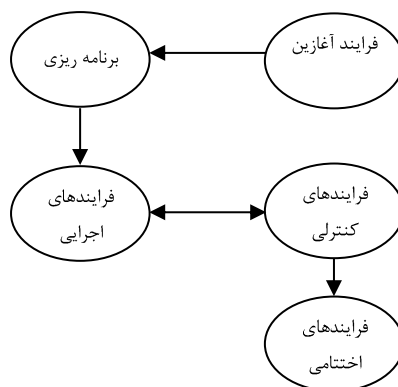 فرایند آغازین
برنامه ریزی
فرایندهای
اجرایی
فرایندهای
کنترلی
فرایندهای
اختتامی